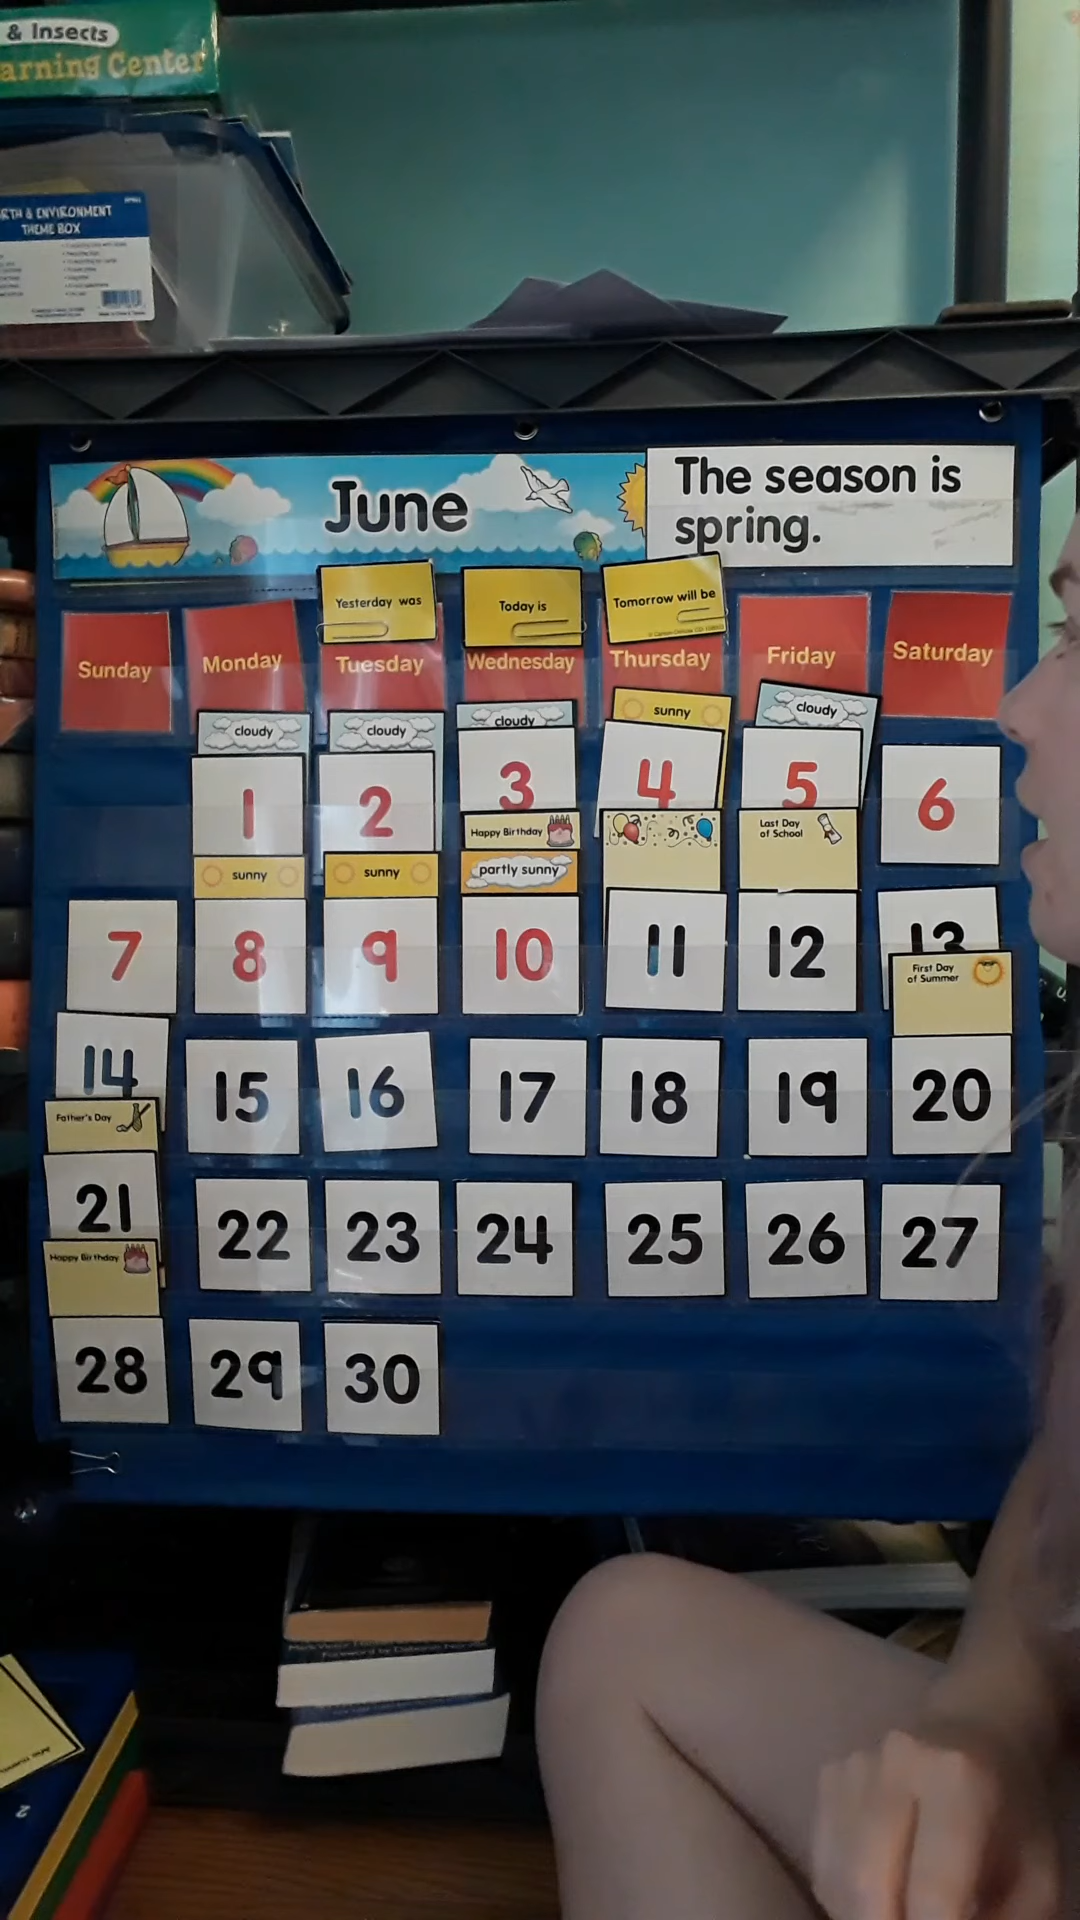 & Insects
arning Center
RTH & ENVIRONMENT
THEME BOX
June
The season is
spring.
Yesterday was
Today is
Tomorrow will be
Sunday Monday Tuesday Wednesday Thursday Friday Saturday
cloudy cloudy cloudy sunny cloudy
1 2 3 4 5 6
Happy Birthday
Last Day
of School
sunny sunny partly sunny
7 8 9 10 11 12 13
First Day
of Summer
14 15 16 17 18 19 20
Father's Day
21 22 23 24 25 26 27
Happy Birthday
28 29 30
2